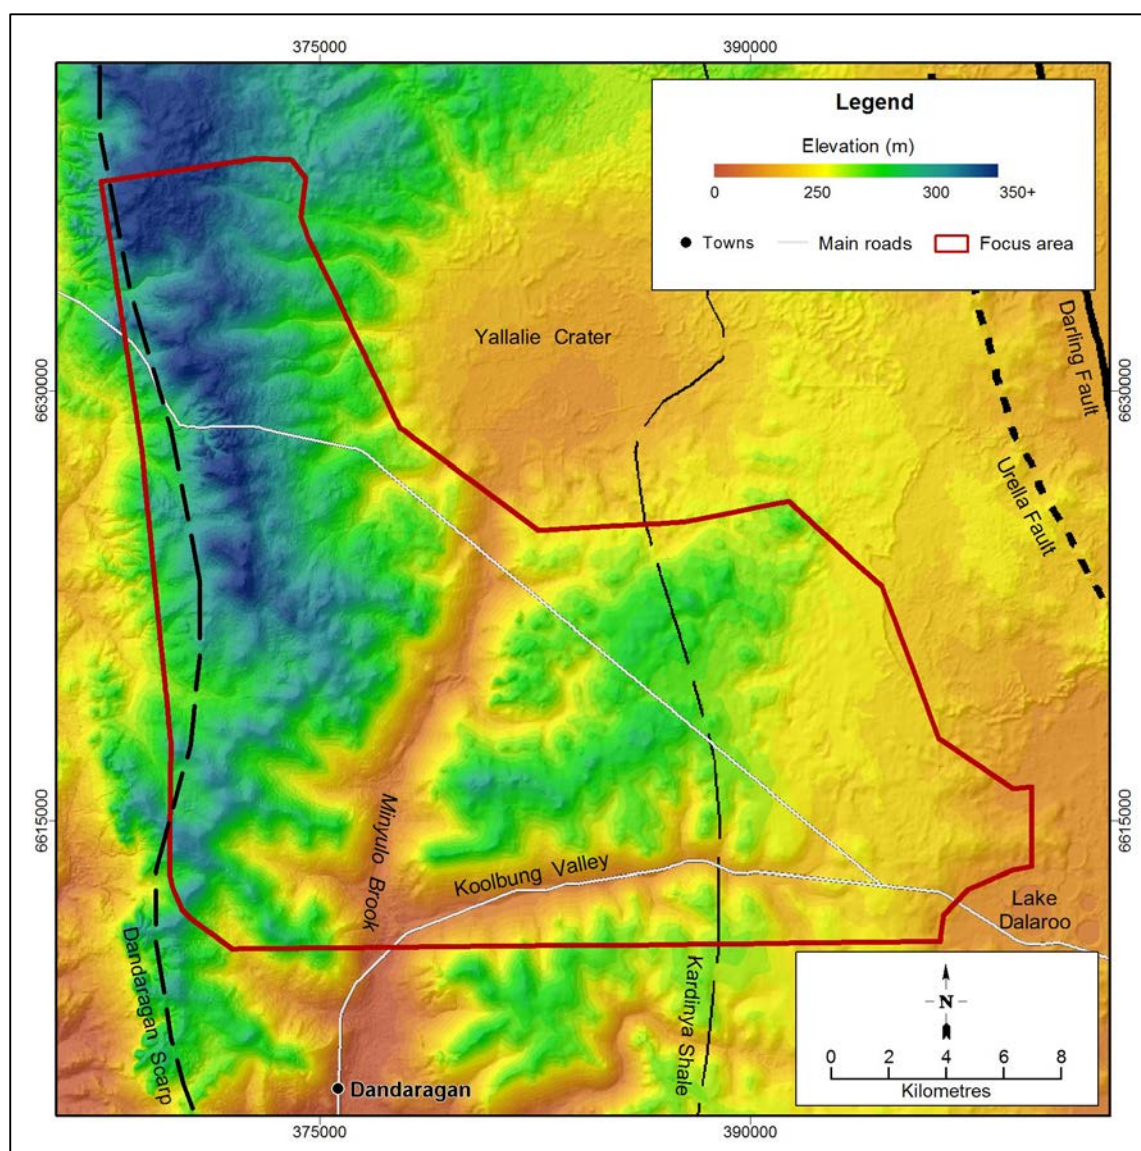 375000
390000
Legend
Elevation (m)
0
250
300
350+
Towns
Main roads
Focus area
Yallalie Crater
Darling Fault
Urella Fault
6630000
6630000
6615000
6615000
Minyulo Brook
Koolbung Valley
Lake
Dalaroo
Dandaragan Scarp
Kardinya Shale
Dandaragan
N
0 2 4 6 8
Kilometres
375000
390000